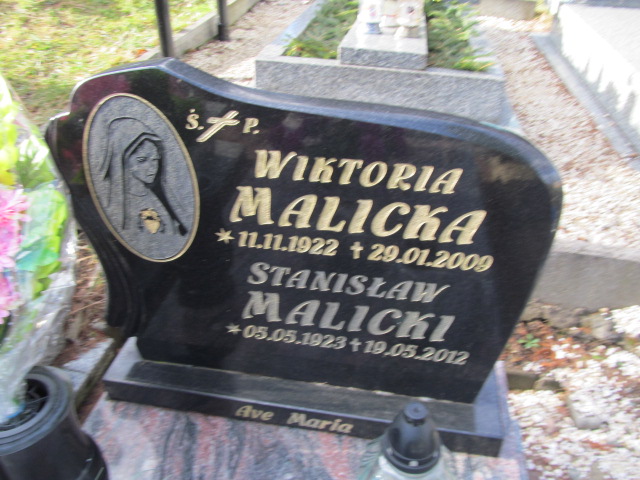 Ś. P.
WIKTORIA
MALICKA
* 11.11.1922 † 29.01.2009
STANISŁAW
MALICKI
* 05.05.1923 † 19.05.2012
Ave Maria